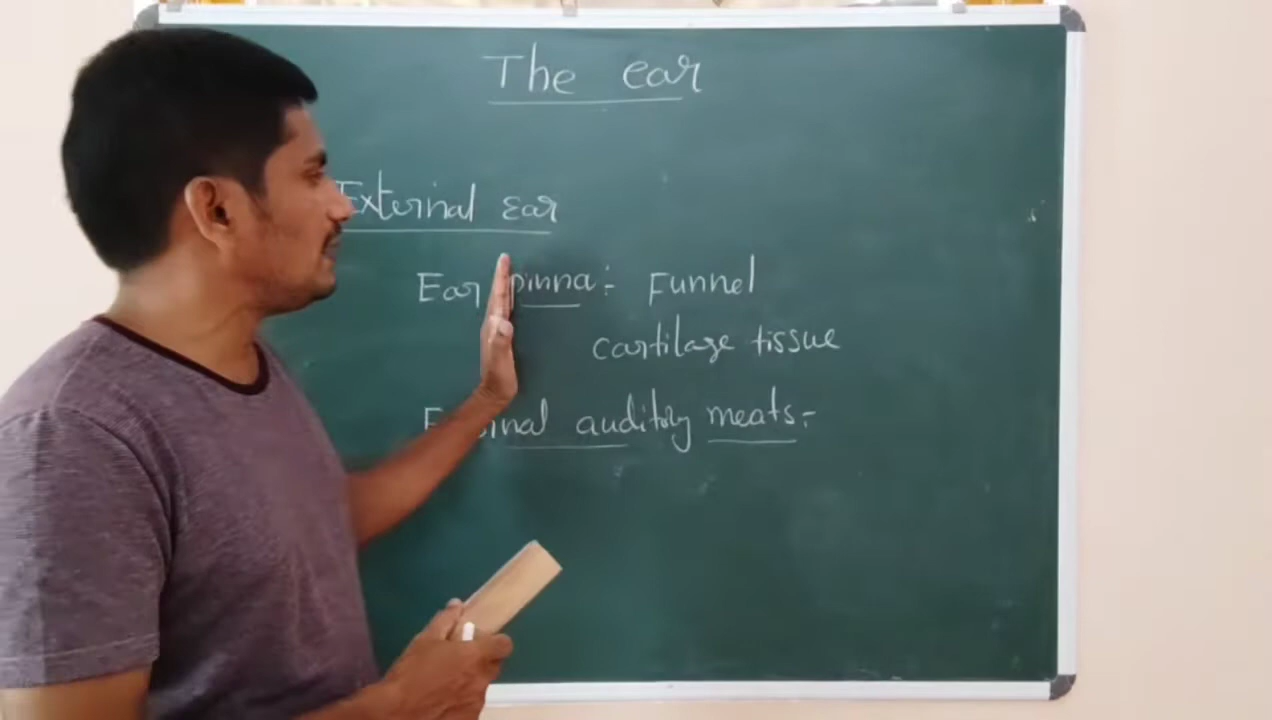 The ear
External Ear
Ear pinna:- Funnel
cartilage tissue
auditory meats:-